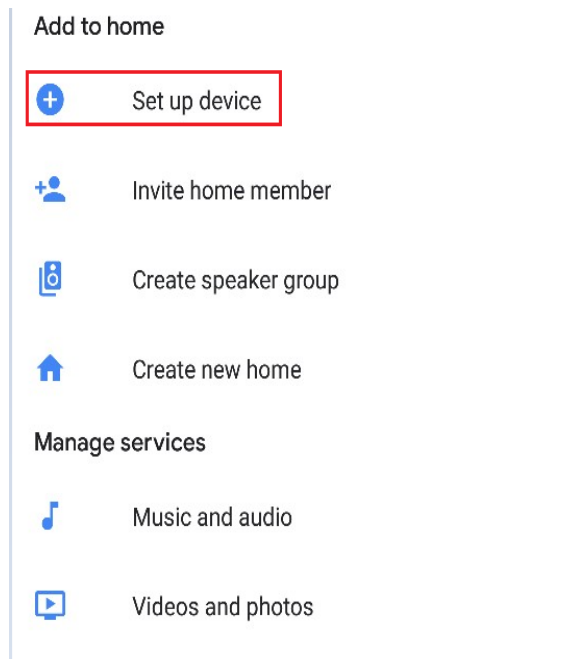 Add to home
Set up device
Invite home member
Create speaker group
Create new home
Manage services
Music and audio
Videos and photos